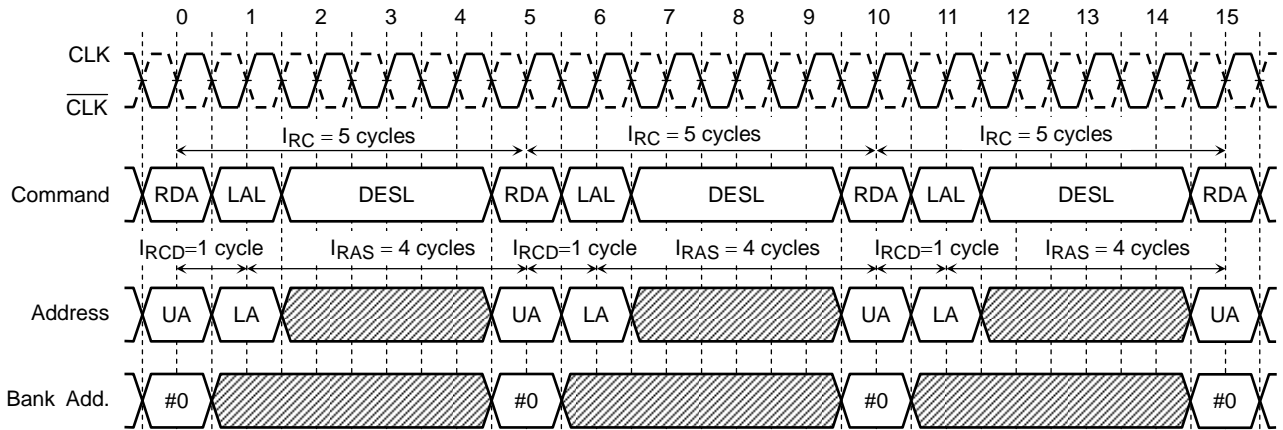 0 1 2 3 4 5 6 7 8 9 10 11 12 13 14 15
CLK
CLK
IRC = 5 cycles IRC = 5 cycles IRC = 5 cycles
Command RDA LAL DESL RDA LAL DESL RDA LAL DESL RDA
IRCD=1 cycle IRAS = 4 cycles IRCD=1 cycle IRAS = 4 cycles IRCD=1 cycle IRAS = 4 cycles
Address UA LA UA LA UA LA UA
Bank Add. #0 #0 #0 #0